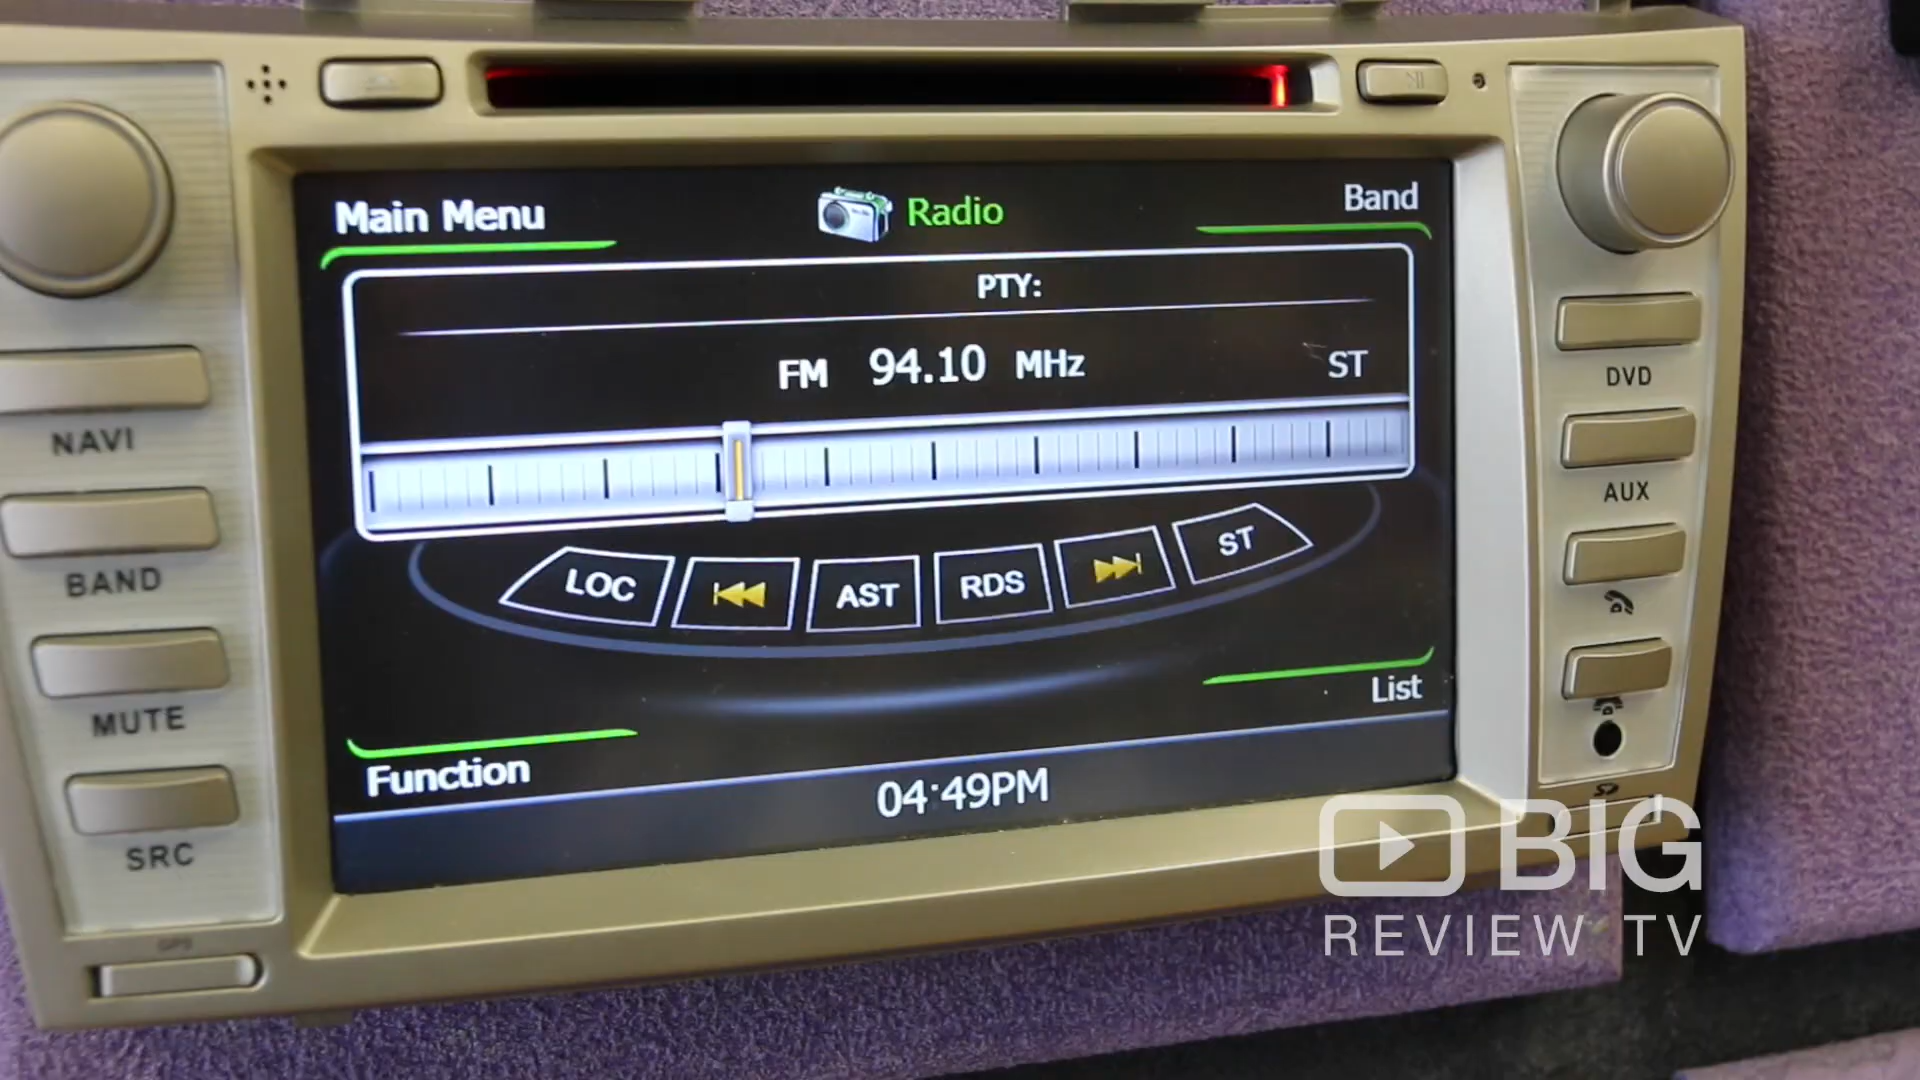 Main Menu
Radio
Band
PTY:
FM 94.10 MHz
ST
LOC
AST
RDS
ST
List
Function
04:49PM
NAVI
BAND
MUTE
SRC
GPS
DVD
AUX
BIG
REVIEW TV